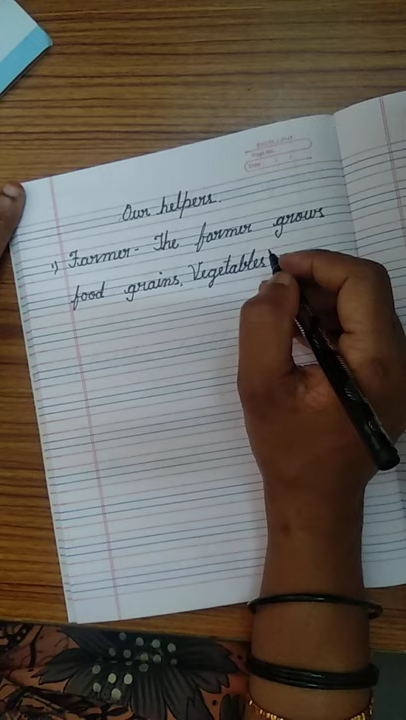 Our helpers.
1) Farmer - The farmer grows
food grains, Vegetables